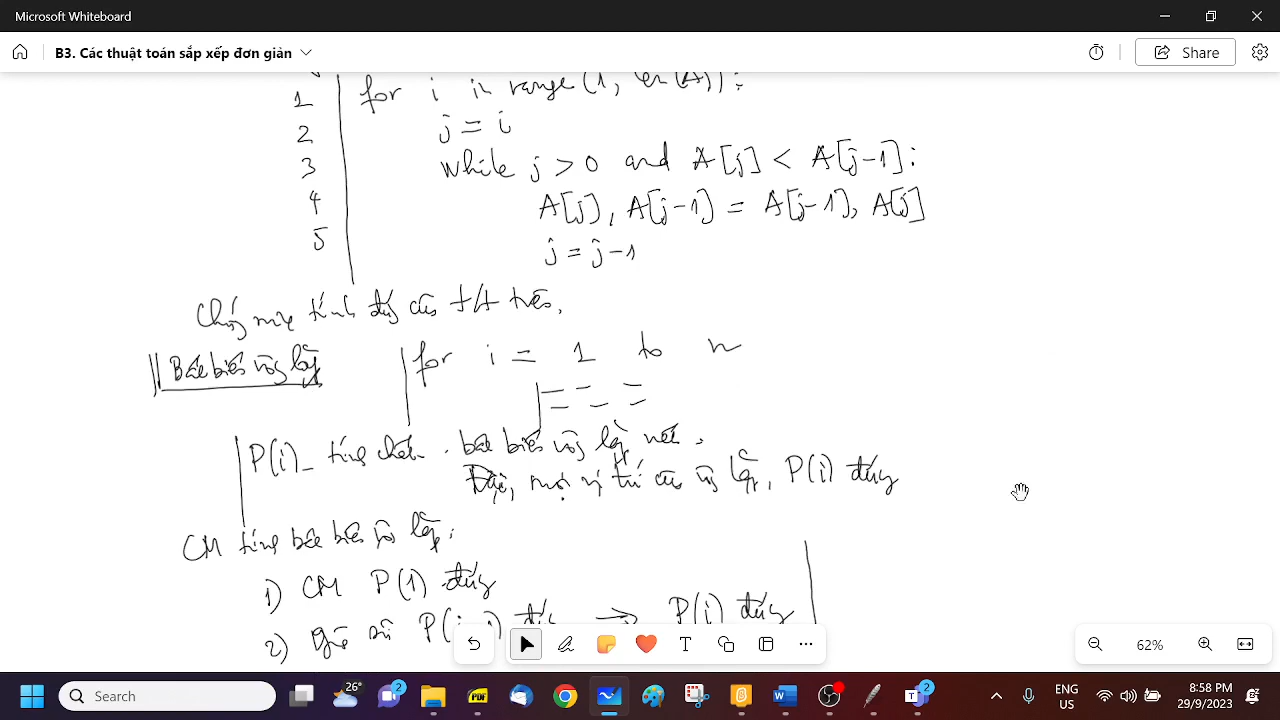 Microsoft Whiteboard
B3. Các thuật toán sắp xếp đơn giản
Share
1 for i in range(1, len(A)):
2 j = i
3 while j > 0 and A[j] < A[j-1]:
4 A[j], A[j-1] = A[j-1], A[j]
5 j = j-1
Chứng minh tính đúng của t/t trên.
Bất biến vòng lặp
for i = 1 to n
P(i) - tính chất. bất biến vòng lặp nếu.
mọi vị trí của vòng lặp, P(i) đúng
CM tính bất biến vòng lặp:
1) CM P(1) đúng
2) giả sử P(i-1) đúng → P(i) đúng
62%
Search
26°
2
PDF
2
ENG
US
8:58 PM
29/9/2023